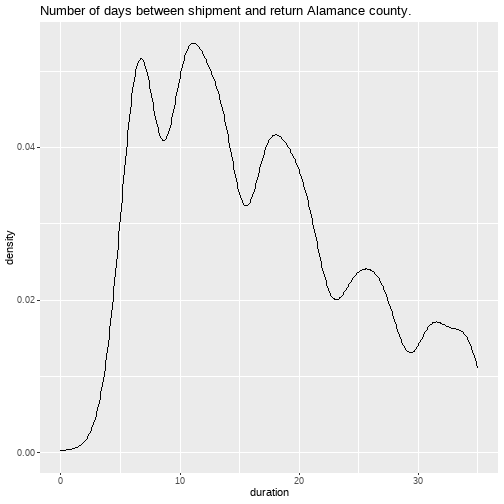 Number of days between shipment and return Alamance county.
0.04
0.02
0.00
density
0
10
20
30
duration